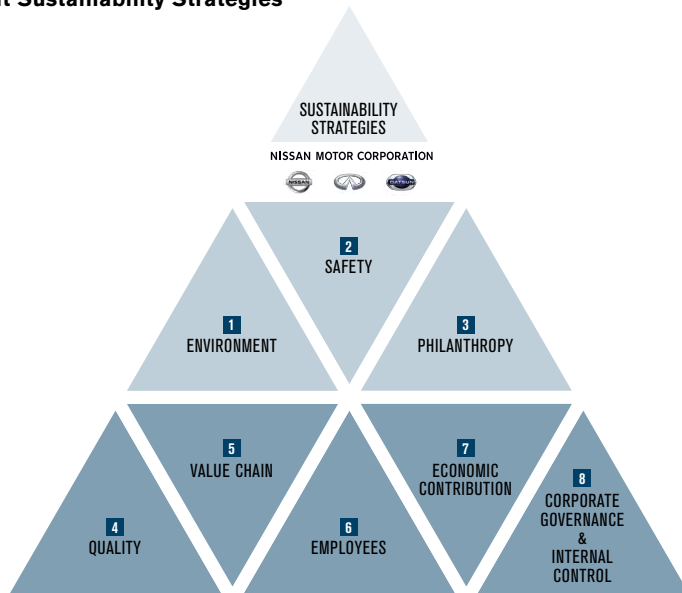 t Sustainability Strategies
SUSTAINABILITY
STRATEGIES
NISSAN MOTOR CORPORATION
NISSAN
DATSUN
2
SAFETY
1
ENVIRONMENT
3
PHILANTHROPY
5
VALUE CHAIN
7
ECONOMIC
CONTRIBUTION
4
QUALITY
6
EMPLOYEES
8
CORPORATE
GOVERNANCE
&
INTERNAL
CONTROL